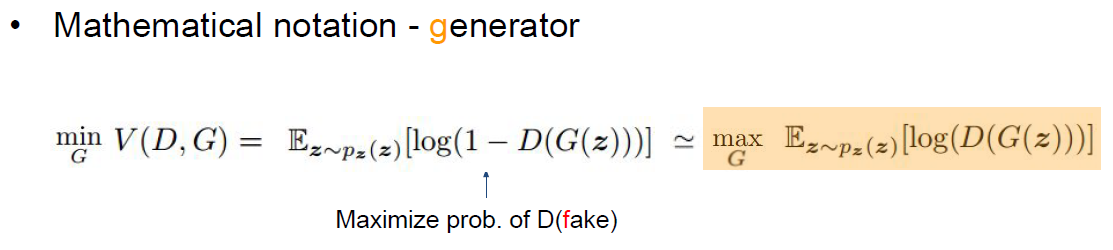 • Mathematical notation - generator
min_G V(D, G) = 𝔼_{z∼p_z(z)}[log(1 − D(G(z)))] ≃ max_G 𝔼_{z∼p_z(z)}[log(D(G(z)))]
Maximize prob. of D(fake)